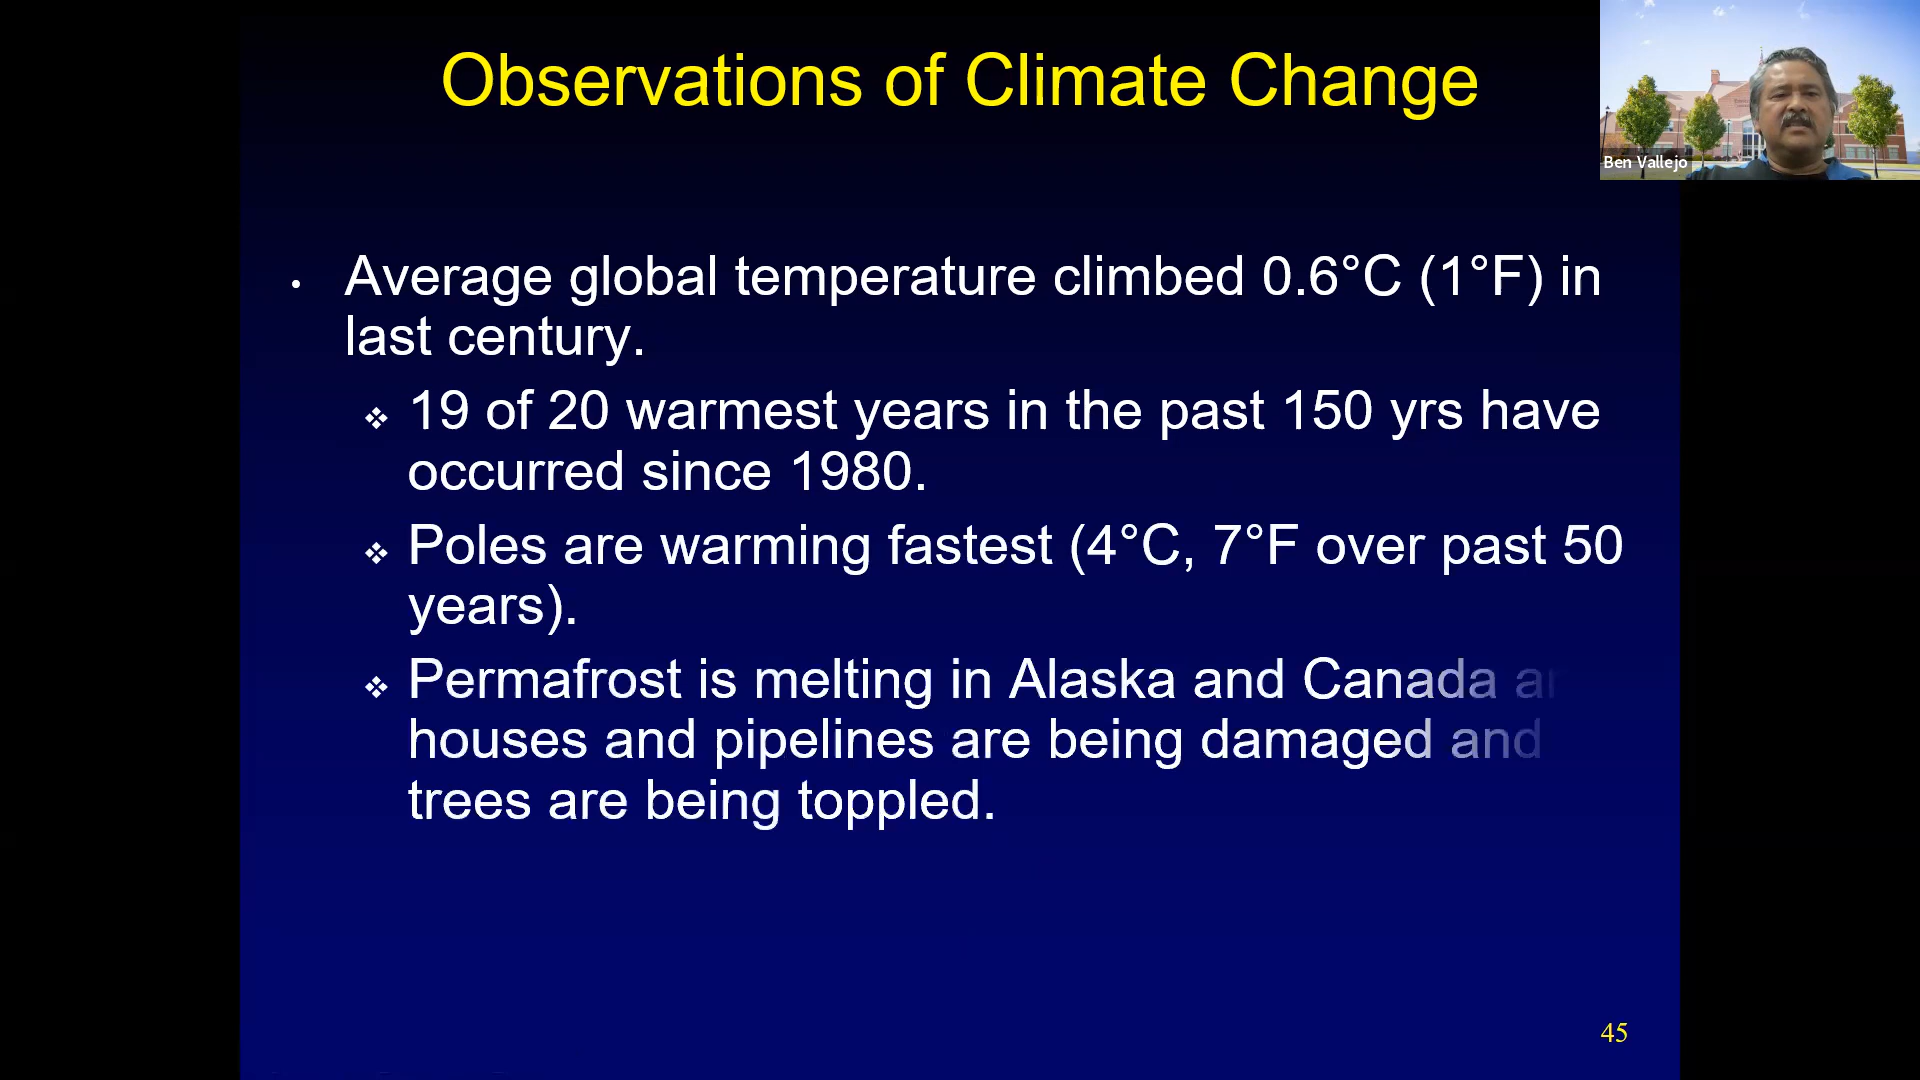 Observations of Climate Change
Ben Vallejo
• Average global temperature climbed 0.6°C (1°F) in
last century.
❖ 19 of 20 warmest years in the past 150 yrs have
occurred since 1980.
❖ Poles are warming fastest (4°C, 7°F over past 50
years).
❖ Permafrost is melting in Alaska and Canada
houses and pipelines are being damaged and
trees are being toppled.
45